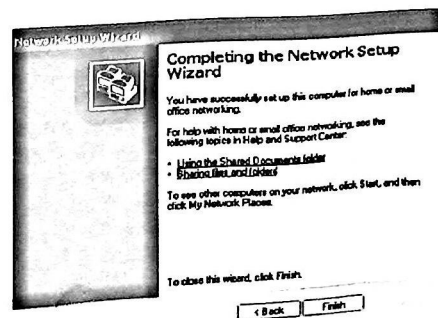 Network Setup Wizard
Completing the Network Setup
Wizard
You have successfully set up this computer for home or small
office networking.
For help with home or small office networking, see the
following topics in Help and Support Center:
• Using the Shared Documents folder
• Sharing files and folders
To see other computers on your network, click Start, and then
click My Network Places.
To close this wizard, click Finish.
< Back
Finish